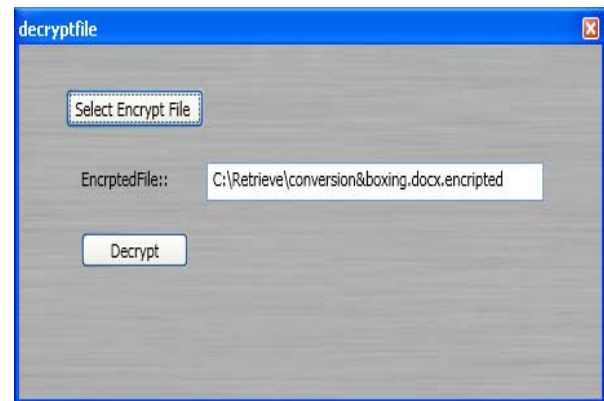 decryptfile
Select Encrypt File
EncrptedFile:: C:\Retrieve\conversion&boxing.docx.encripted
Decrypt